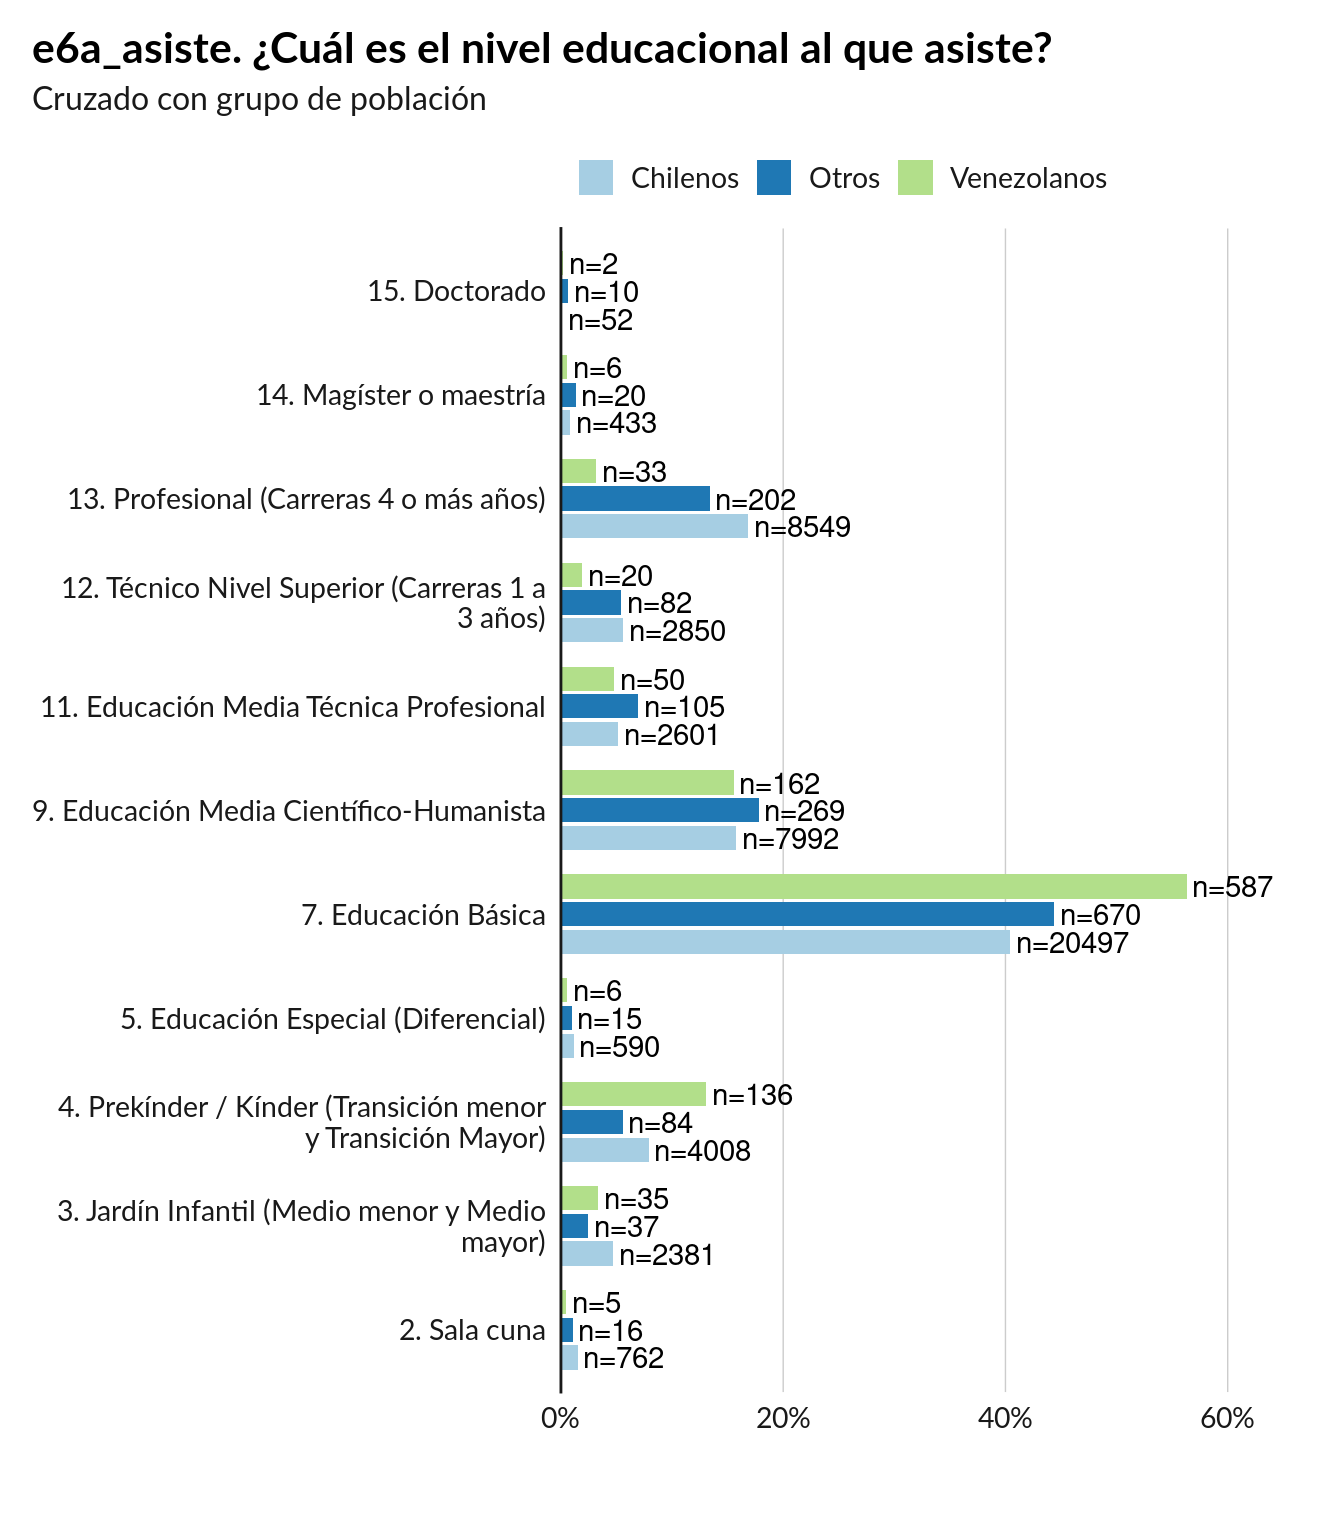 e6a_asiste. ¿Cuál es el nivel educacional al que asiste?
Cruzado con grupo de población
Chilenos
Otros
Venezolanos
15. Doctorado
n=2
n=10
n=52
14. Magíster o maestría
n=6
n=20
n=433
13. Profesional (Carreras 4 o más años)
n=33
n=202
n=8549
12. Técnico Nivel Superior (Carreras 1 a
3 años)
n=20
n=82
n=2850
11. Educación Media Técnica Profesional
n=50
n=105
n=2601
9. Educación Media Científico-Humanista
n=162
n=269
n=7992
7. Educación Básica
n=587
n=670
n=20497
5. Educación Especial (Diferencial)
n=6
n=15
n=590
4. Prekínder / Kínder (Transición menor
y Transición Mayor)
n=136
n=84
n=4008
3. Jardín Infantil (Medio menor y Medio
mayor)
n=35
n=37
n=2381
2. Sala cuna
n=5
n=16
n=762
0%
20%
40%
60%